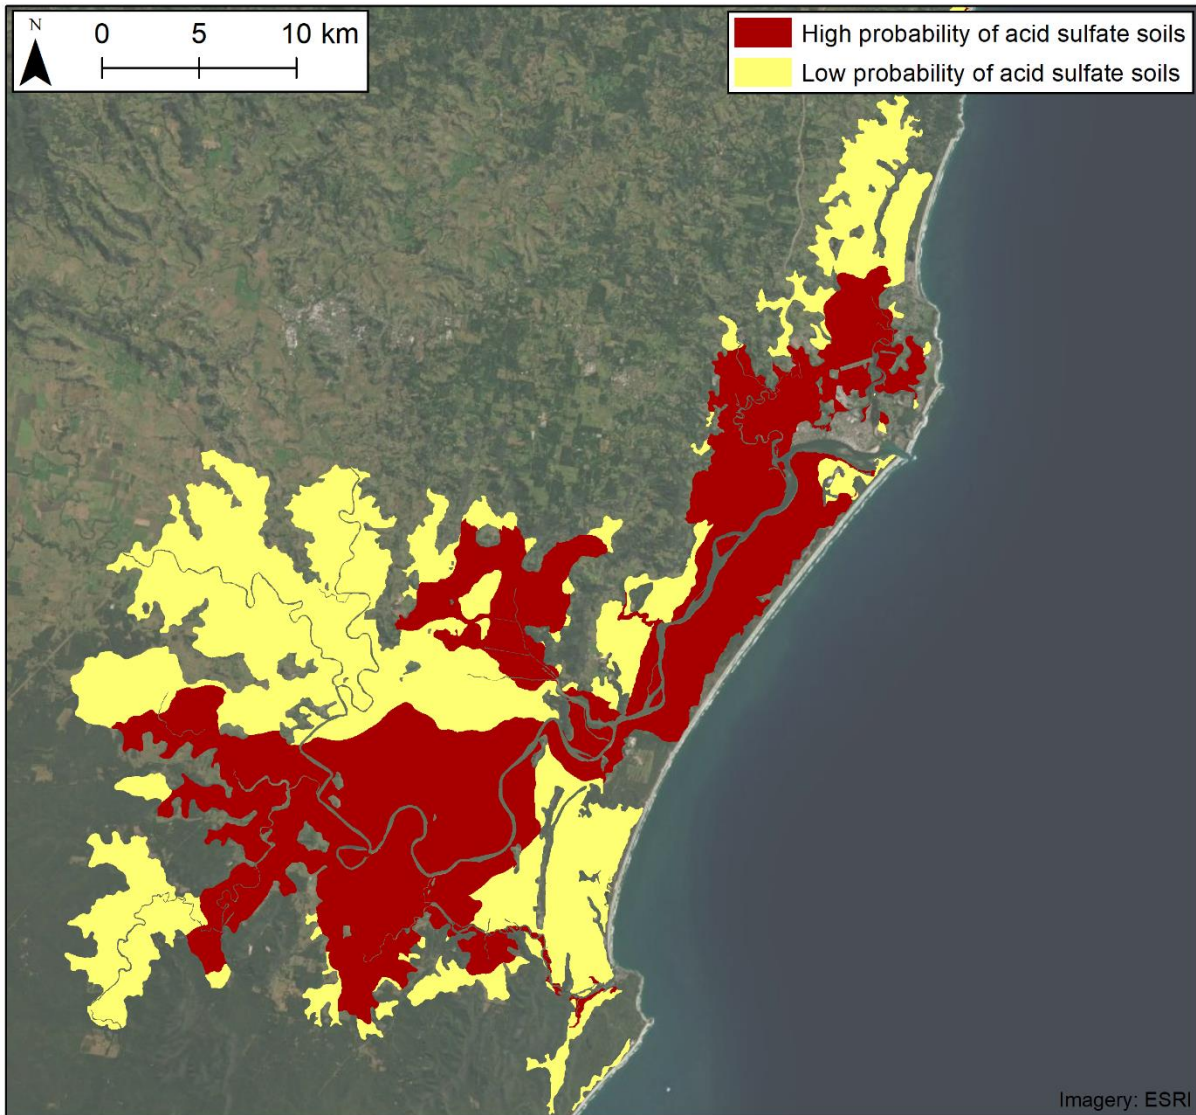 N
0 5 10 km
High probability of acid sulfate soils
Low probability of acid sulfate soils
Imagery: ESRI